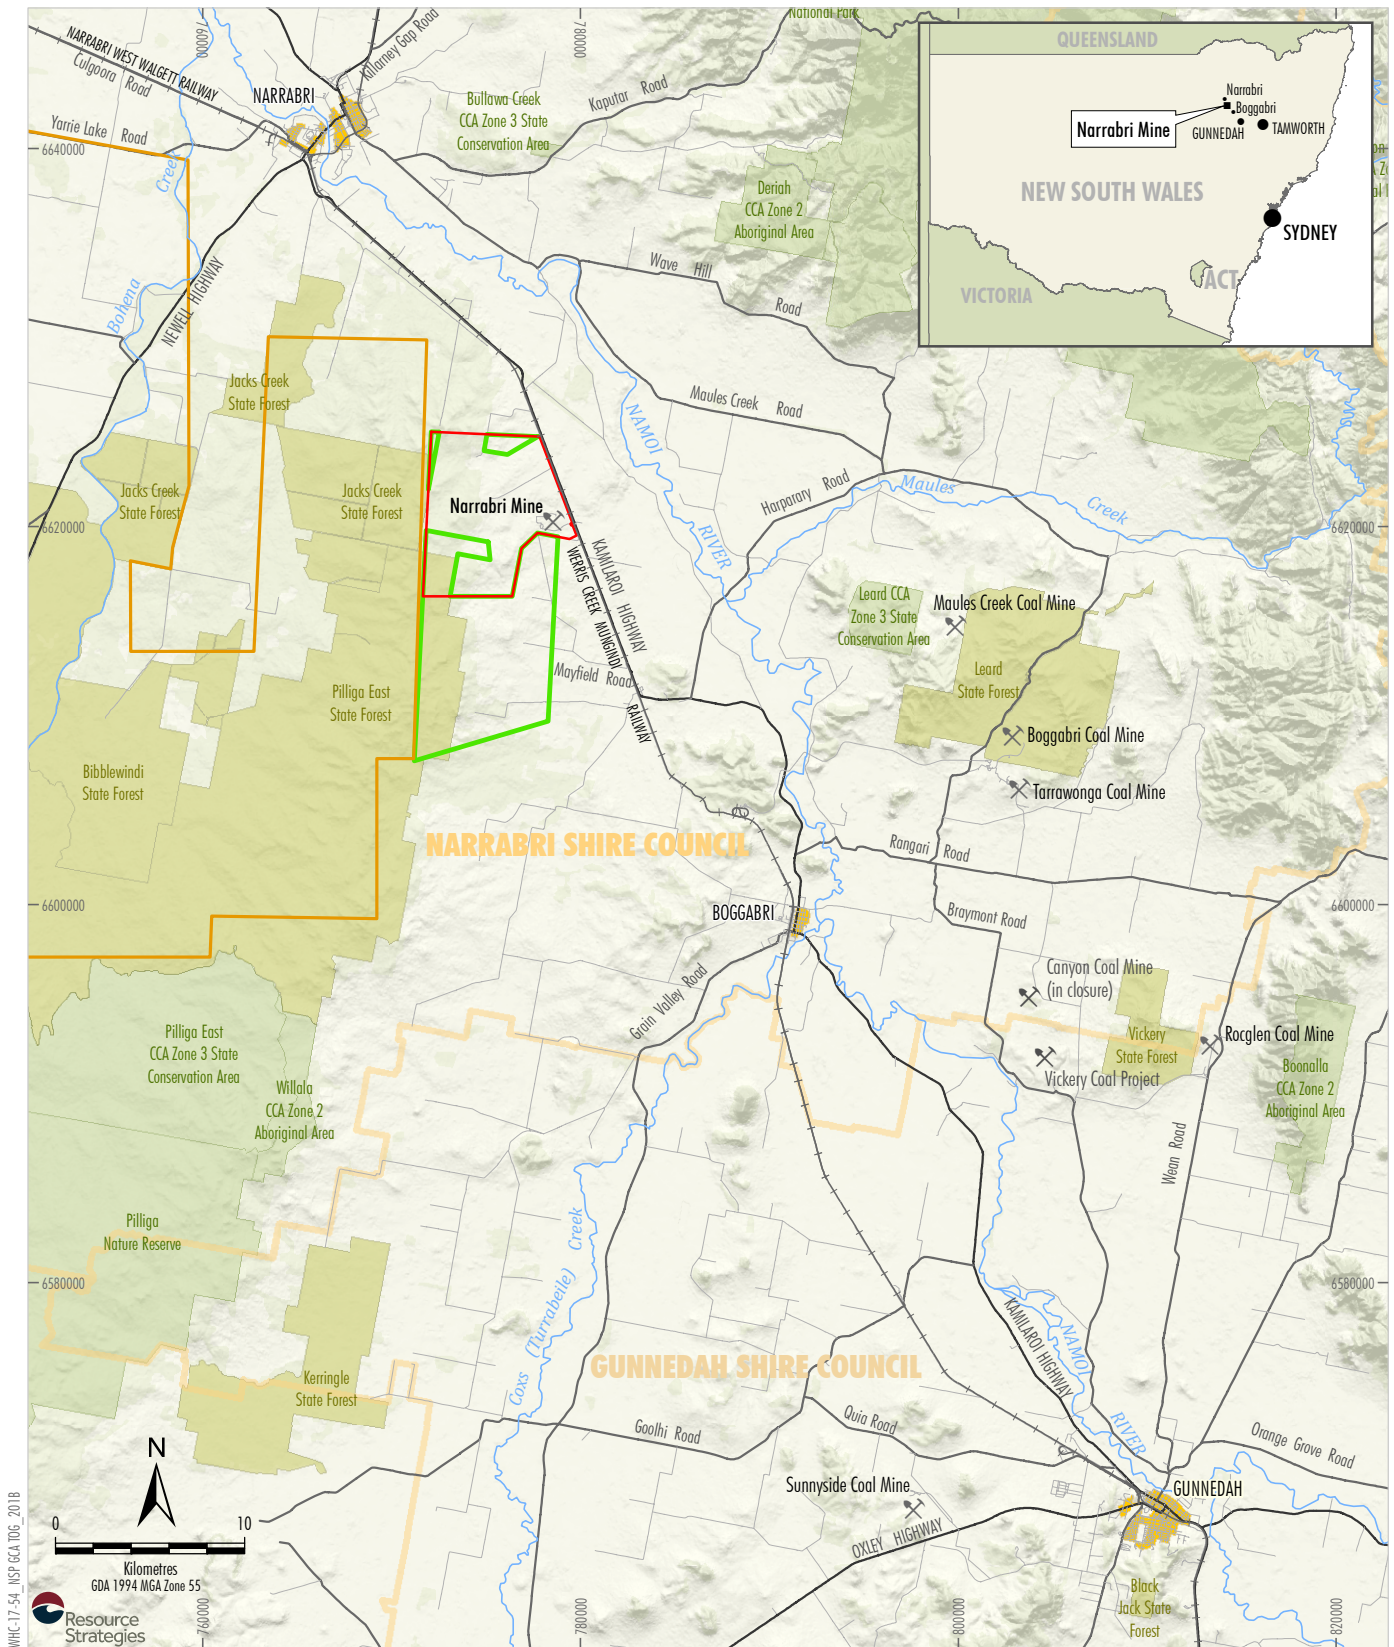 760000
780000
National Park
NARRABRI WEST WALGETT RAILWAY
Culgoora Road
Killarney Gap Road
NARRABRI
Yarrie Lake Road
6640000
Creek
Bohena
NEWELL HIGHWAY
Bullawa Creek
CCA Zone 3 State
Conservation Area
Kaputar Road
Deriah
CCA Zone 2
Aboriginal Area
Wave Hill
Road
QUEENSLAND
Narrabri
Boggabri
Narrabri Mine
GUNNEDAH
TAMWORTH
NEW SOUTH WALES
SYDNEY
ACT
VICTORIA
Jacks Creek
State Forest
Maules Creek Road
NAMOI
RIVER
Harparary Road
Maules
Creek
Jacks Creek
State Forest
Jacks Creek
State Forest
Narrabri Mine
6620000
6620000
KAMILAROI HIGHWAY
WERRIS CREEK MUNGINDI
RAILWAY
Mayfield Road
Leard CCA
Zone 3 State
Conservation Area
Maules Creek Coal Mine
Leard
State Forest
Pilliga East
State Forest
Boggabri Coal Mine
Tarrawonga Coal Mine
Bibblewindi
State Forest
NARRABRI SHIRE COUNCIL
Rangari Road
6600000
6600000
BOGGABRI
Braymont Road
Grain Valley Road
Canyon Coal Mine
(in closure)
Pilliga East
CCA Zone 3 State
Conservation Area
Vickery
State Forest
Rocglen Coal Mine
Vickery Coal Project
Boonalla
CCA Zone 2
Aboriginal Area
Willala
CCA Zone 2
Aboriginal Area
Wean Road
Pilliga
Nature Reserve
6580000
6580000
Coxs (Turrabeile) Creek
KAMILAROI HIGHWAY
NAMOI
RIVER
GUNNEDAH SHIRE COUNCIL
Kerringle
State Forest
Goolhi Road
Quia Road
Orange Grove Road
Sunnyside Coal Mine
GUNNEDAH
OXLEY HIGHWAY
Black
Jack State
Forest
N
0 10
Kilometres
GDA 1994 MGA Zone 55
Resource
Strategies
WHC-17-54_NSP GCA TOG_201B
760000
780000
800000
820000